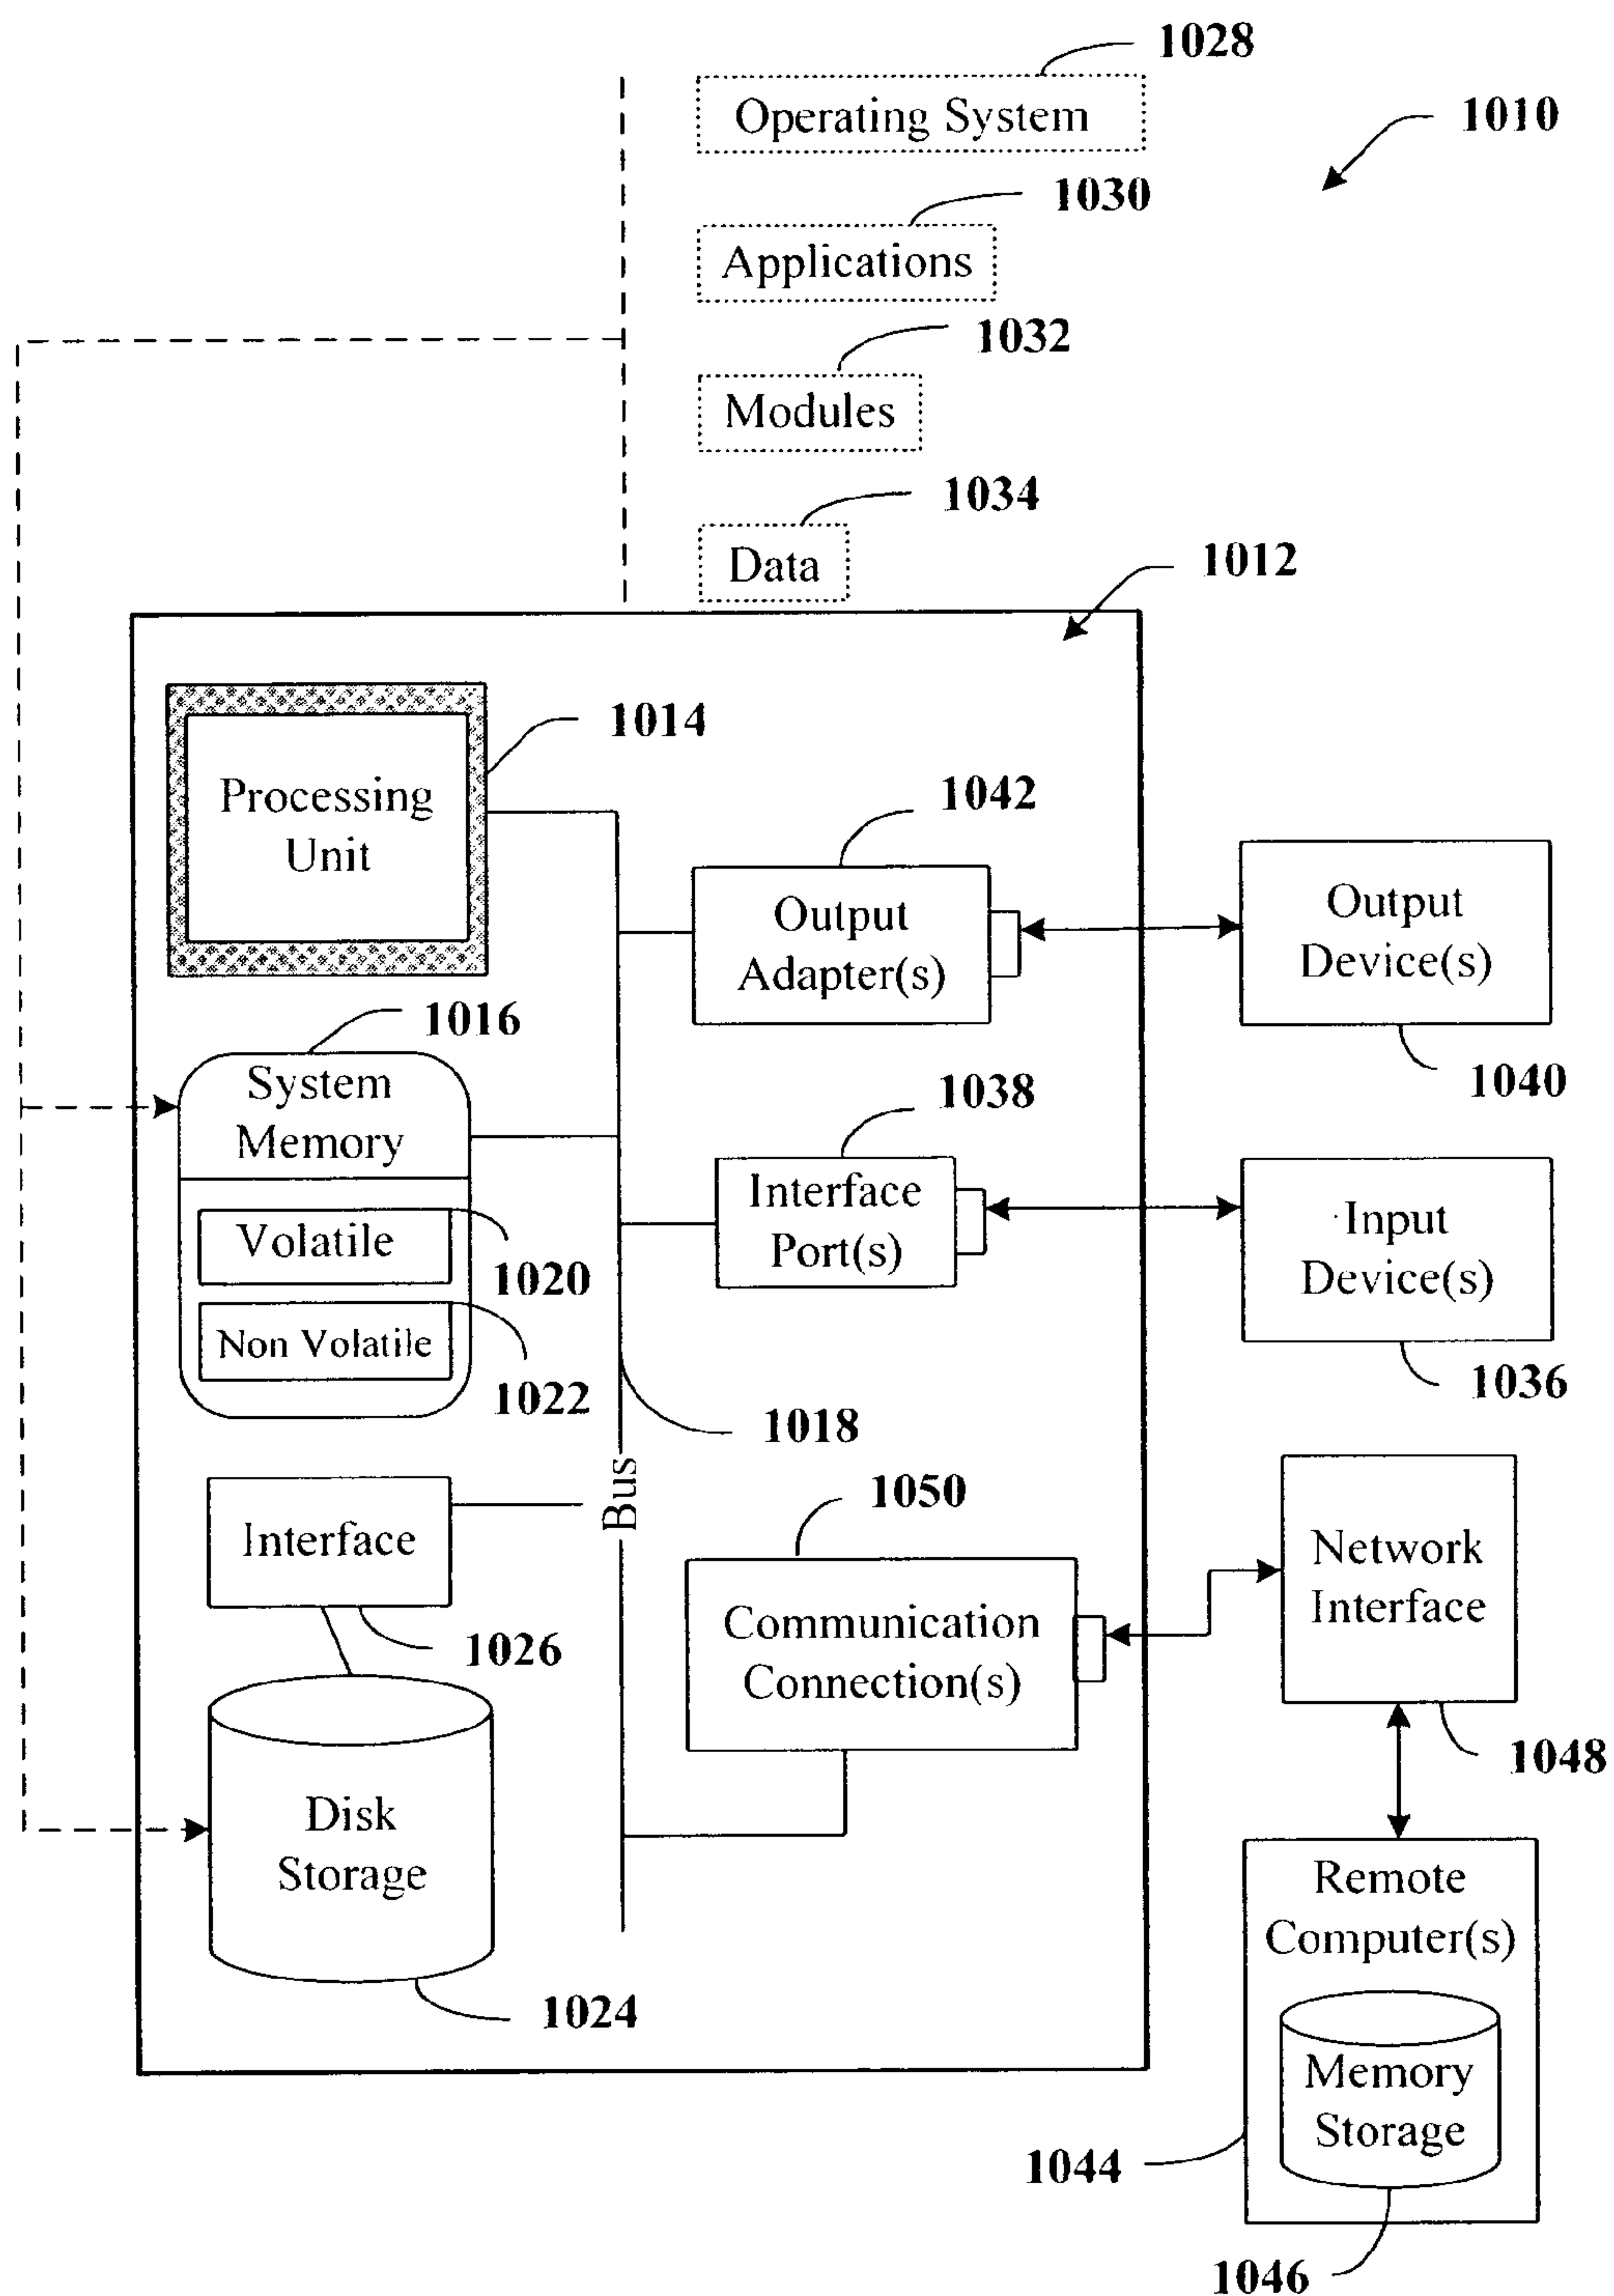 1028
Operating System
1010
1030
Applications
1032
Modules
1034
Data
1012
1014
Processing
Unit
1042
Output
Adapter(s)
Output
Device(s)
1040
1016
System
Memory
1038
Interface
Port(s)
Input
Device(s)
1036
Volatile
1020
Non Volatile
1022
1018
Bus
1050
Interface
1026
Communication
Connection(s)
Network
Interface
1048
Disk
Storage
1024
Remote
Computer(s)
Memory
Storage
1044
1046